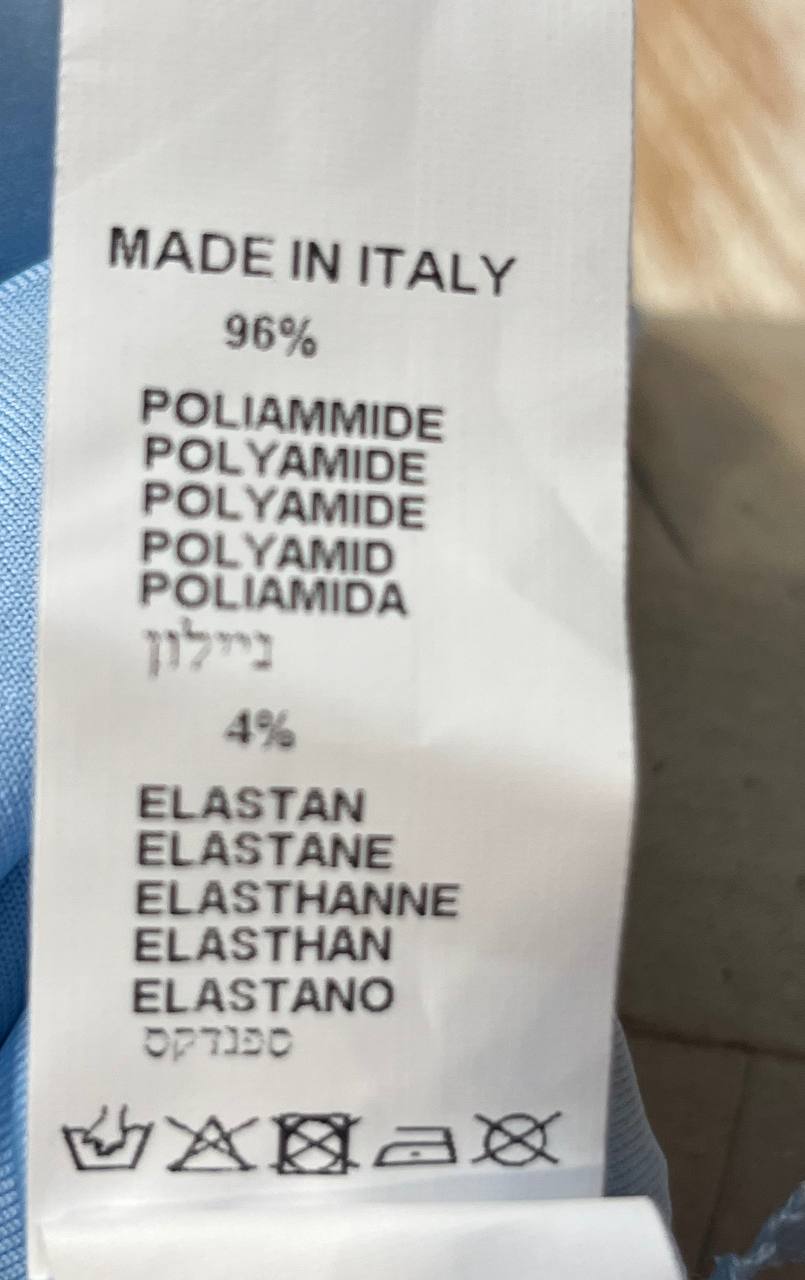 MADE IN ITALY
96%
POLIAMMIDE
POLYAMIDE
POLYAMIDE
POLYAMID
POLIAMIDA
ניילון
4%
ELASTAN
ELASTANE
ELASTHANNE
ELASTHAN
ELASTANO
ספנדקס